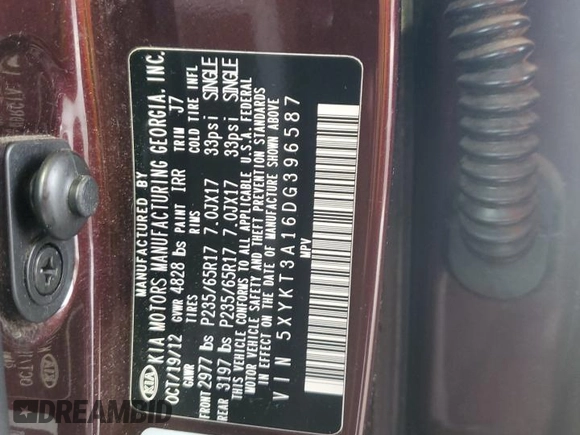 MANUFACTURED BY
KIA KIA MOTORS MANUFACTURING GEORGIA, INC.
OCT/19/12 GVWR 4828 lbs PAINT IRR TRIM J7
GAWR TIRES RIMS COLD TIRE INFL
FRONT 2977 lbs P235/65R17 7.0JX17 33psi SINGLE
REAR 3197 lbs P235/65R17 7.0JX17 33psi SINGLE
THIS VEHICLE CONFORMS TO ALL APPLICABLE U.S.A. FEDERAL
MOTOR VEHICLE SAFETY AND THEFT PREVENTION STANDARDS
IN EFFECT ON THE DATE OF MANUFACTURE SHOWN ABOVE
VIN 5XYKT3A16DG396587
MPV
KIA
DREAMBID